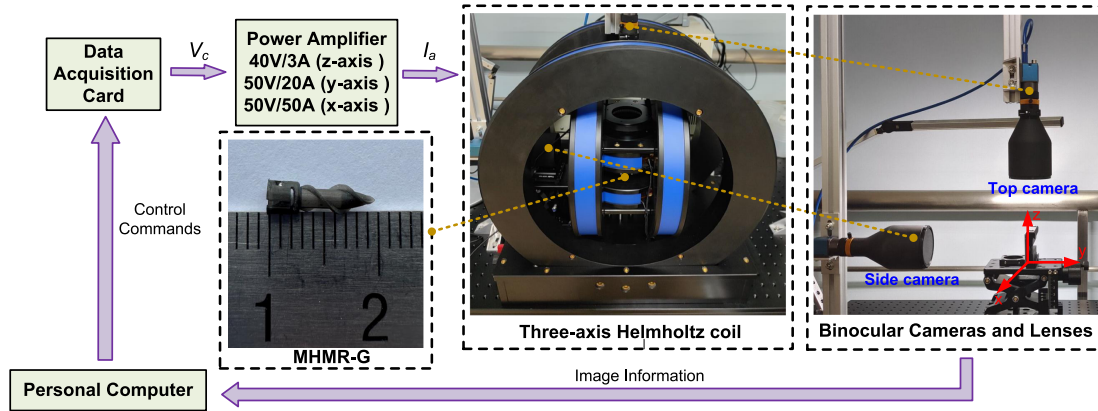 Data
Acquisition
Card
V_c
Power Amplifier
40V/3A (z-axis )
50V/20A (y-axis )
50V/50A (x-axis )
I_a
Control
Commands
1
2
MHMR-G
Three-axis Helmholtz coil
Top camera
Side camera
z
y
x
Binocular Cameras and Lenses
Image Information
Personal Computer